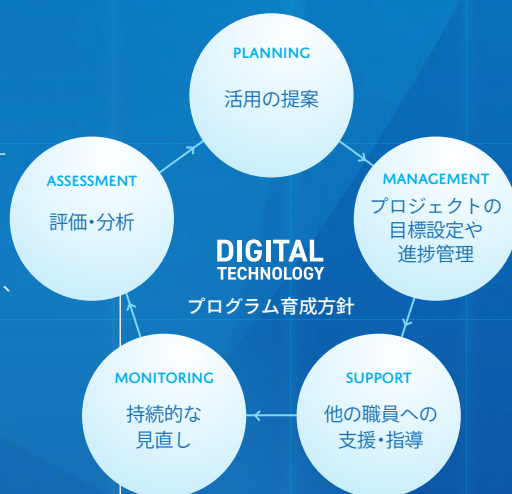 PLANNING
活用の提案
ASSESSMENT
評価・分析
MANAGEMENT
プロジェクトの
目標設定や
進捗管理
DIGITAL
TECHNOLOGY
プログラム育成方針
MONITORING
持続的な
見直し
SUPPORT
他の職員への
支援・指導